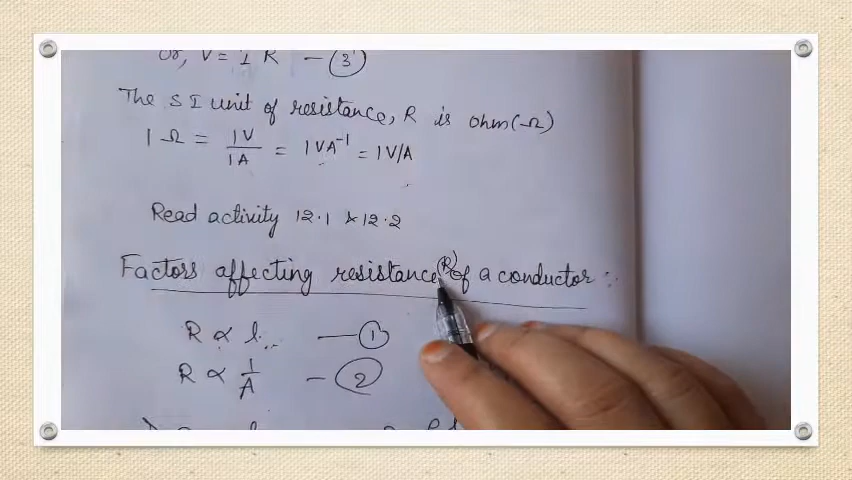 or, V = I R — 3
The SI unit of resistance, R is ohm (Ω)
1 Ω = 1V/1A = 1 VA⁻¹ = 1 V/A
Read activity 12.1 & 12.2
Factors affecting resistance (R) of a conductor :
R ∝ l — 1
R ∝ 1/A — 2